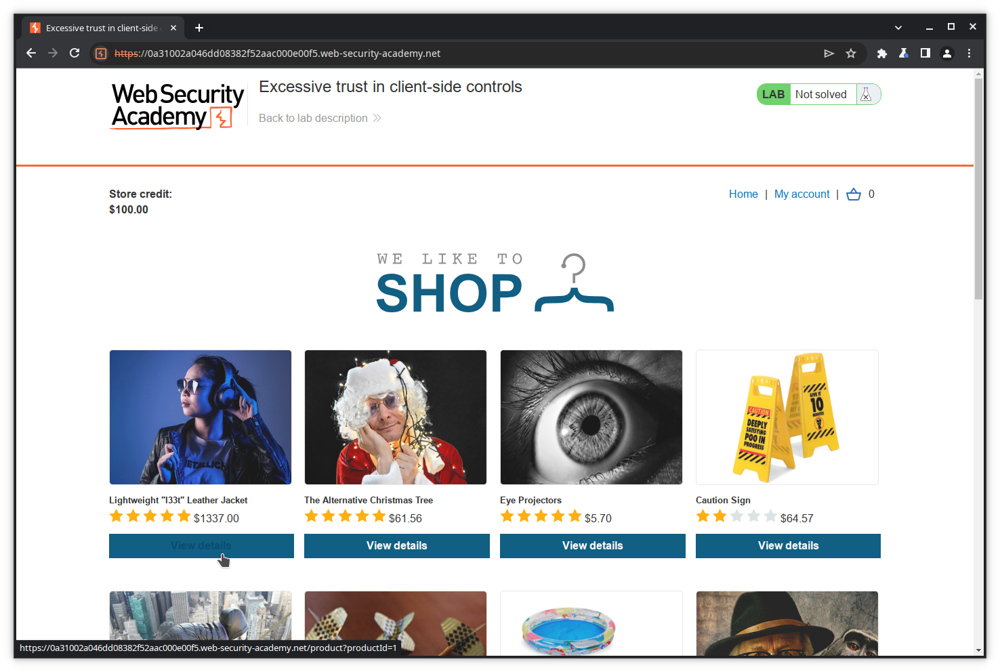 Excessive trust in client-side
https://0a31002a046dd08382f52aac000e00f5.web-security-academy.net
Web Security
Academy
Excessive trust in client-side controls
Back to lab description
LAB Not solved
Store credit:
$100.00
Home | My account | 0
WE LIKE TO
SHOP
METALLICA
CAUTION
DEEPLY
SATISFYING
POO IN
PROGRESS
GIVE IT
10
MINUTES
Lightweight "l33t" Leather Jacket
$1337.00
View details
The Alternative Christmas Tree
$61.56
View details
Eye Projectors
$5.70
View details
Caution Sign
$64.57
View details
https://0a31002a046dd08382f52aac000e00f5.web-security-academy.net/product?productId=1